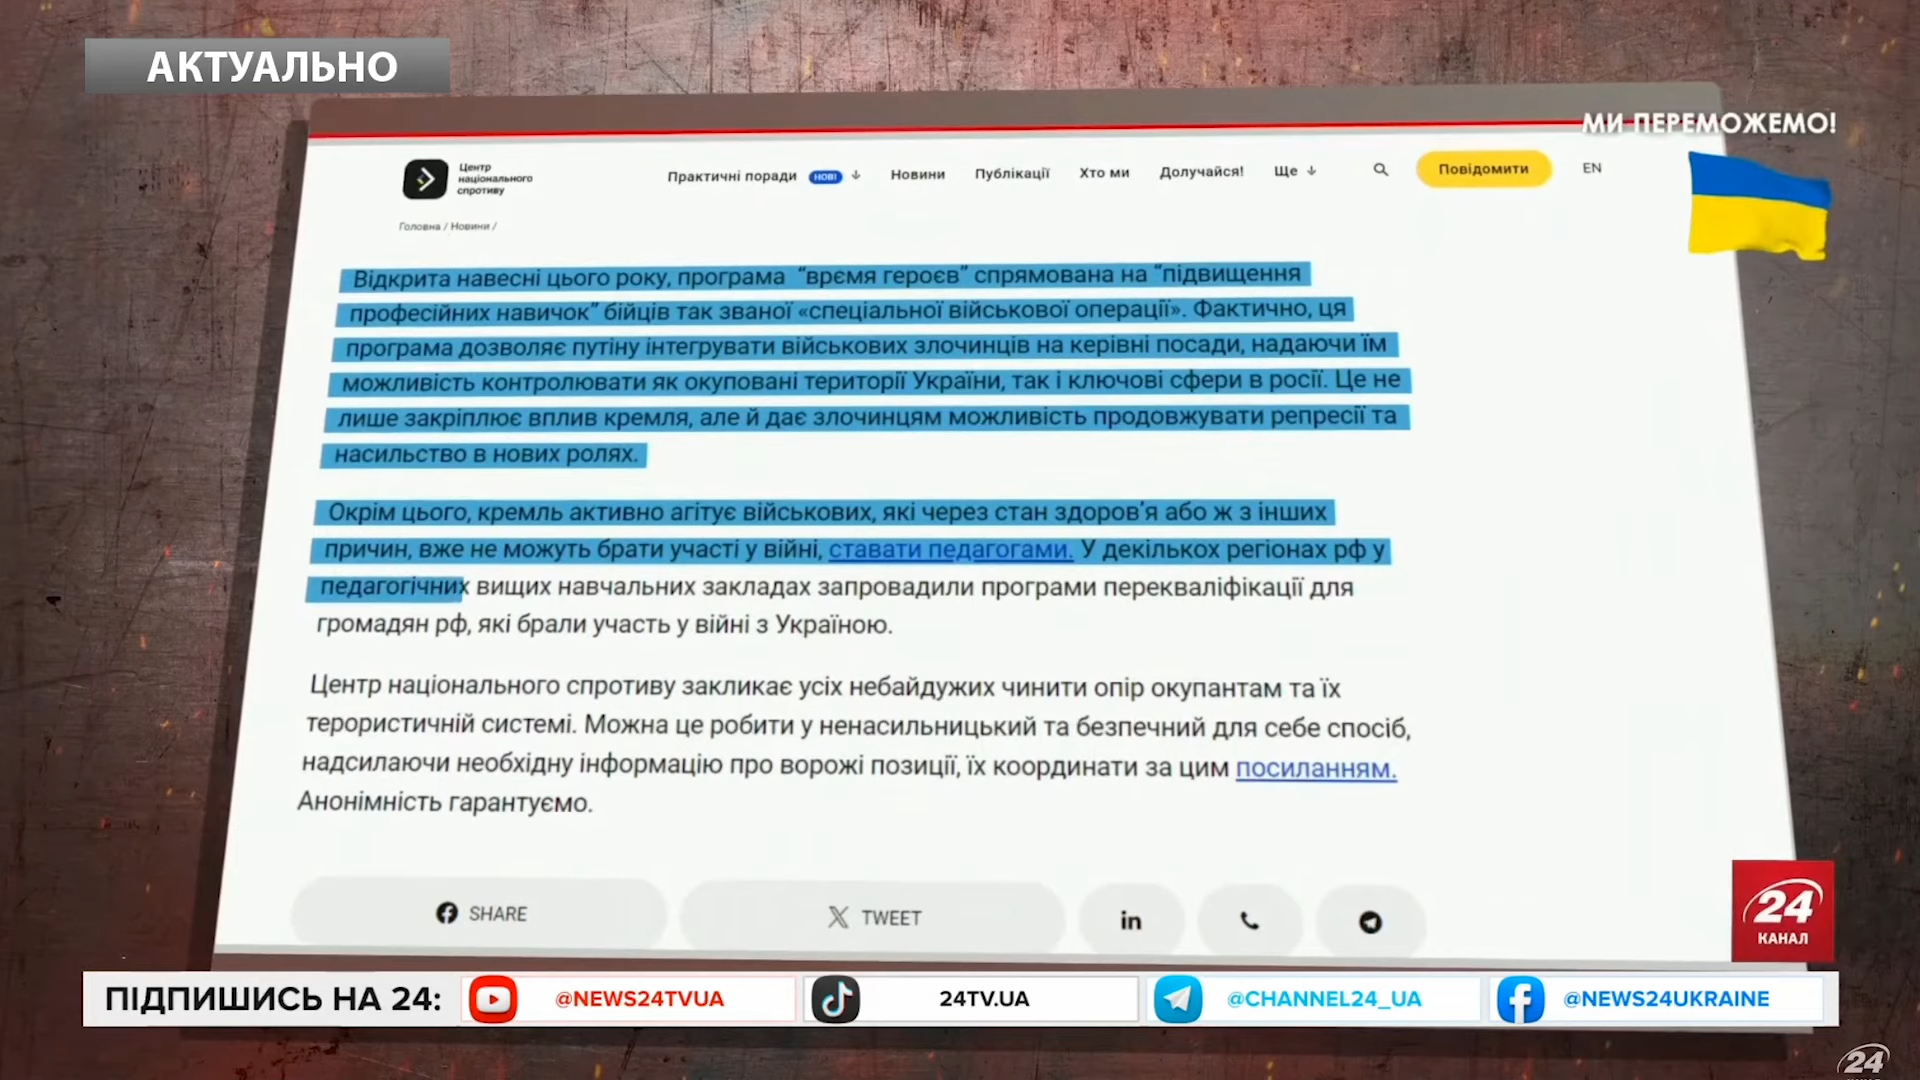 АКТУАЛЬНО
МИ ПЕРЕМОЖЕМО!
Центр
національного
спротиву
Практичні поради НОВІ Новини Публікації Хто ми Долучайся! Ще Повідомити EN
Головна / Новини /
Відкрита навесні цього року, програма “врємя героєв” спрямована на “підвищення
професійних навичок” бійців так званої «спеціальної військової операції». Фактично, ця
програма дозволяє путіну інтегрувати військових злочинців на керівні посади, надаючи їм
можливість контролювати як окуповані території України, так і ключові сфери в росії. Це не
лише закріплює вплив кремля, але й дає злочинцям можливість продовжувати репресії та
насильство в нових ролях.
Окрім цього, кремль активно агітує військових, які через стан здоров’я або ж з інших
причин, вже не можуть брати участі у війні, ставати педагогами. У декількох регіонах рф у
педагогічних вищих навчальних закладах запровадили програми перекваліфікації для
громадян рф, які брали участь у війні з Україною.
Центр національного спротиву закликає усіх небайдужих чинити опір окупантам та їх
терористичній системі. Можна це робити у ненасильницький та безпечний для себе спосіб,
надсилаючи необхідну інформацію про ворожі позиції, їх координати за цим посиланням.
Анонімність гарантуємо.
SHARE TWEET in
24
КАНАЛ
ПІДПИШИСЬ НА 24: @NEWS24TVUA 24TV.UA @CHANNEL24_UA @NEWS24UKRAINE
24